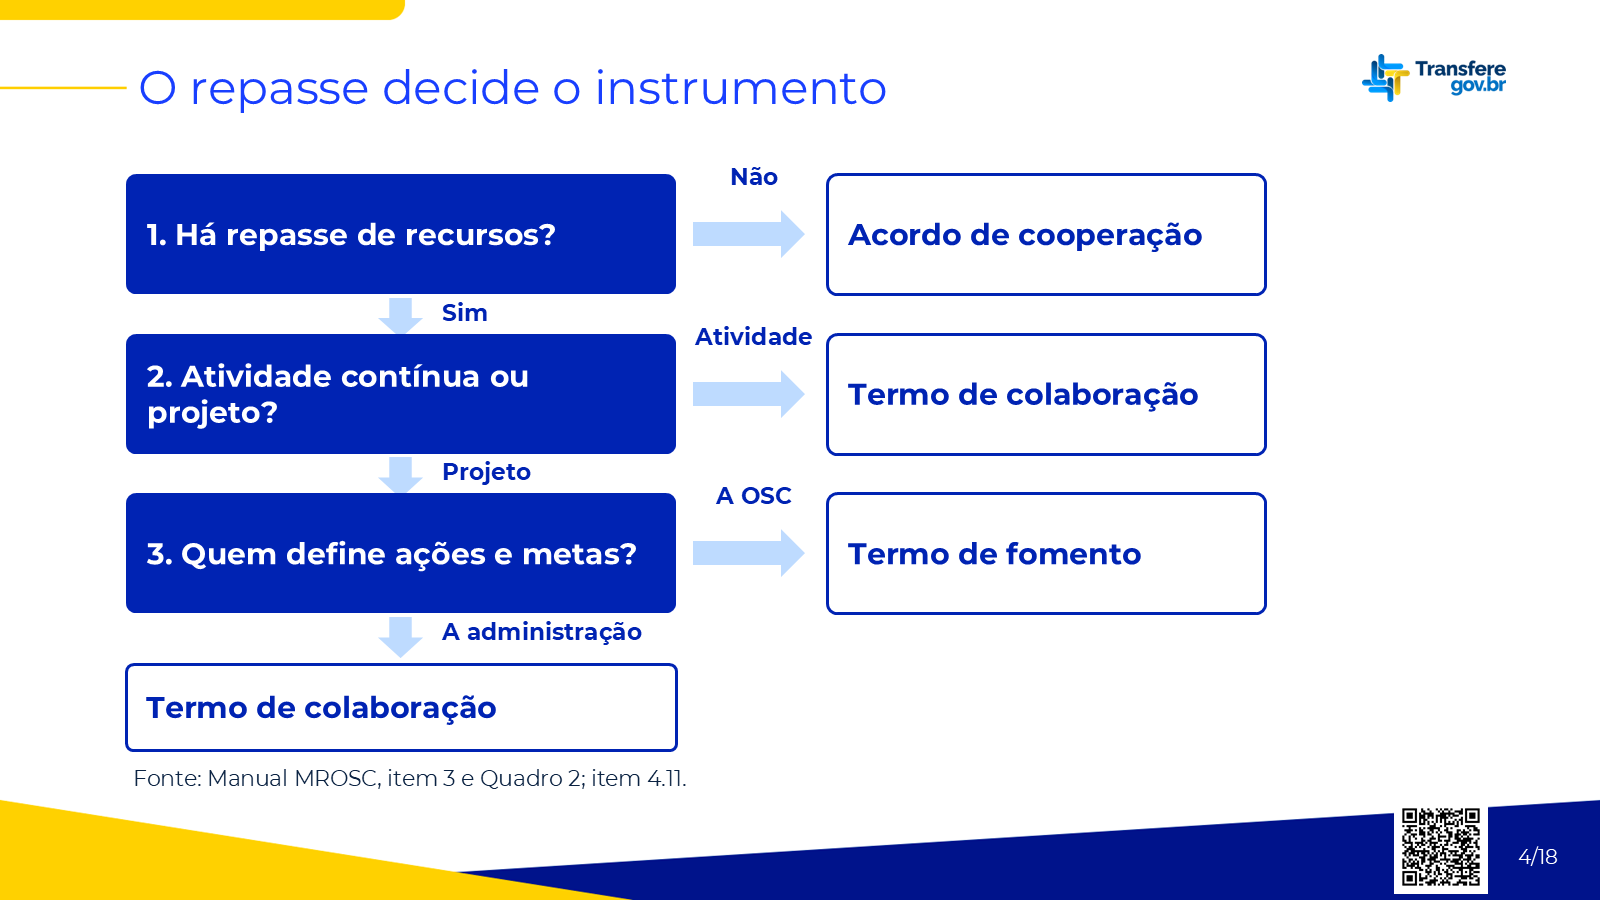 O repasse decide o instrumento
Transfere
gov.br
1. Há repasse de recursos?
Não
Acordo de cooperação
Sim
2. Atividade contínua ou
projeto?
Atividade
Termo de colaboração
Projeto
3. Quem define ações e metas?
A OSC
Termo de fomento
A administração
Termo de colaboração
Fonte: Manual MROSC, item 3 e Quadro 2; item 4.11.
4/18